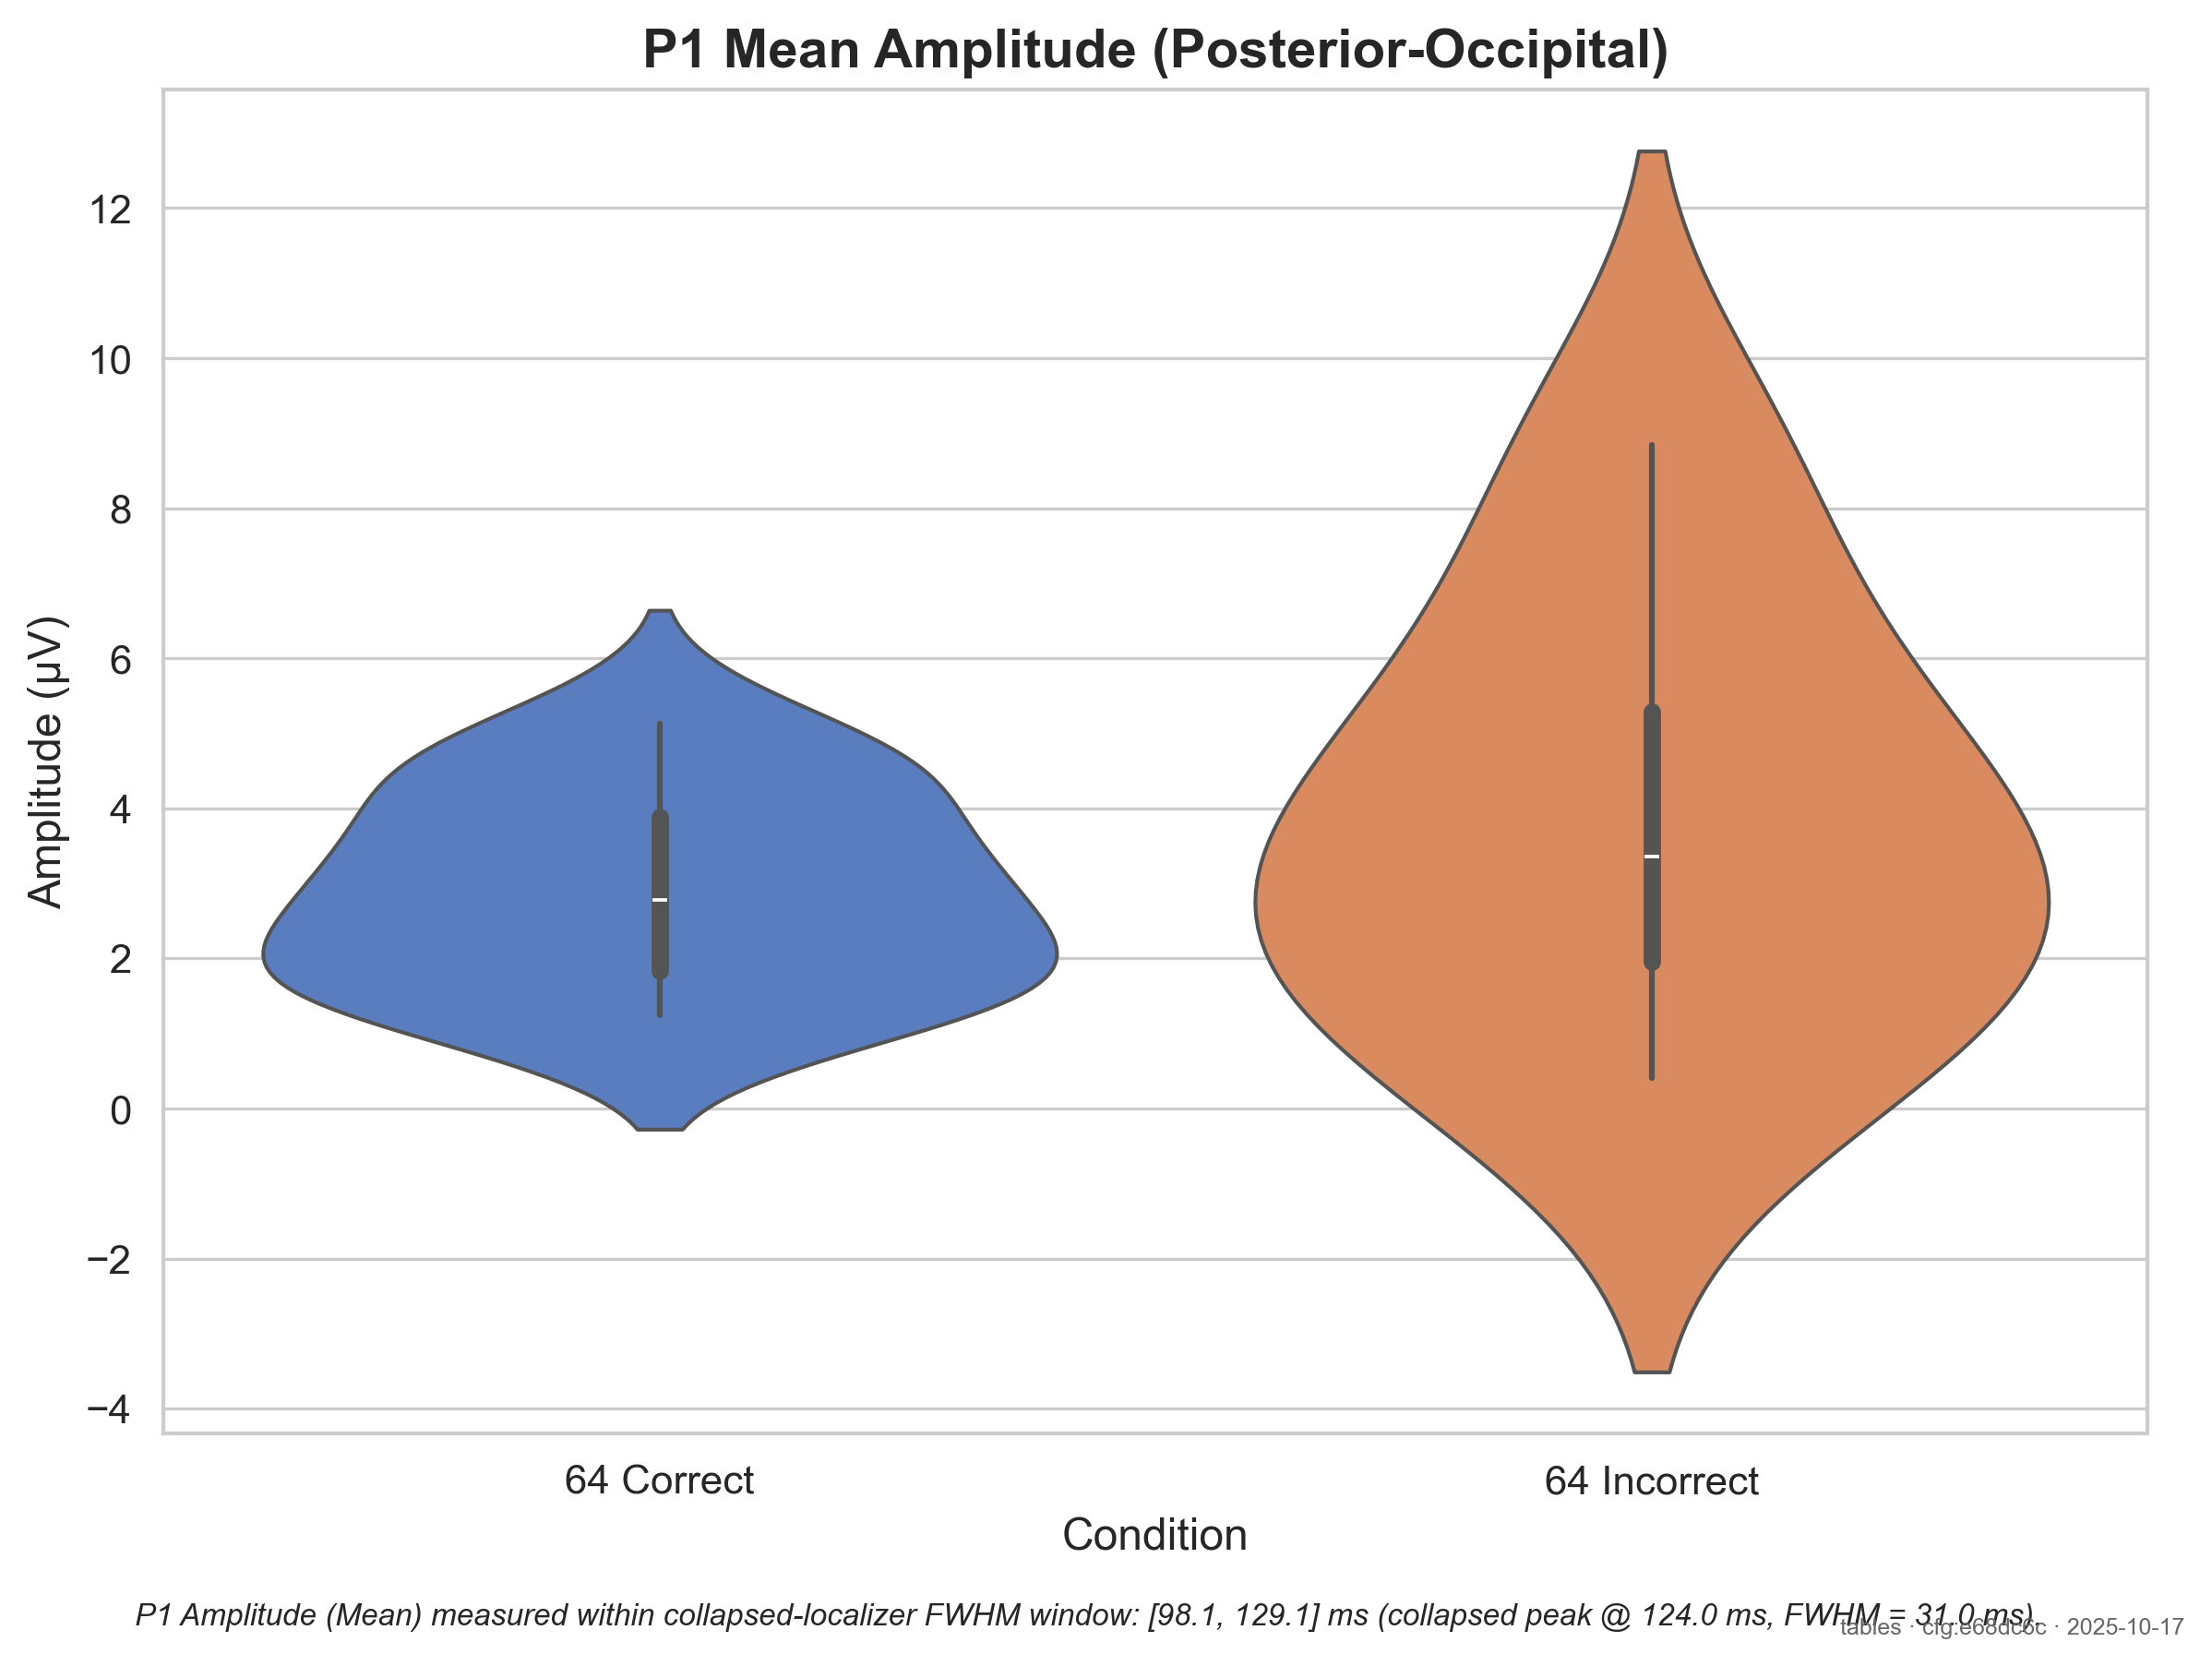 P1 Mean Amplitude (Posterior-Occipital)
12
10
8
6
4
2
0
−2
−4
Amplitude (µV)
64 Correct
64 Incorrect
Condition
P1 Amplitude (Mean) measured within collapsed-localizer FWHM window: [98.1, 129.1] ms (collapsed peak @ 124.0 ms, FWHM = 31.0 ms).
tables · cfg:e68dc6c · 2025-10-17